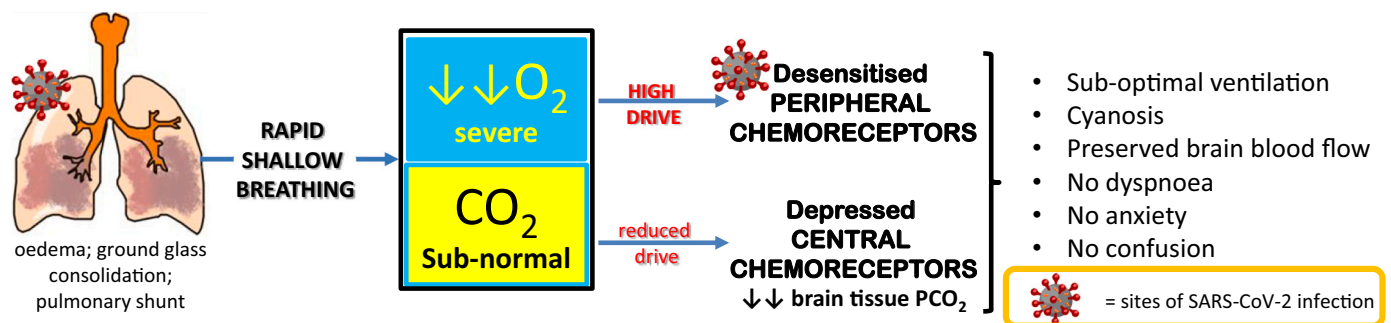 oedema; ground glass
consolidation;
pulmonary shunt
RAPID
SHALLOW
BREATHING
↓↓O₂
severe
CO₂
Sub-normal
HIGH
DRIVE
reduced
drive
Desensitised
PERIPHERAL
CHEMORECEPTORS
Depressed
CENTRAL
CHEMORECEPTORS
↓↓ brain tissue PCO₂
• Sub-optimal ventilation
• Cyanosis
• Preserved brain blood flow
• No dyspnoea
• No anxiety
• No confusion
= sites of SARS-CoV-2 infection